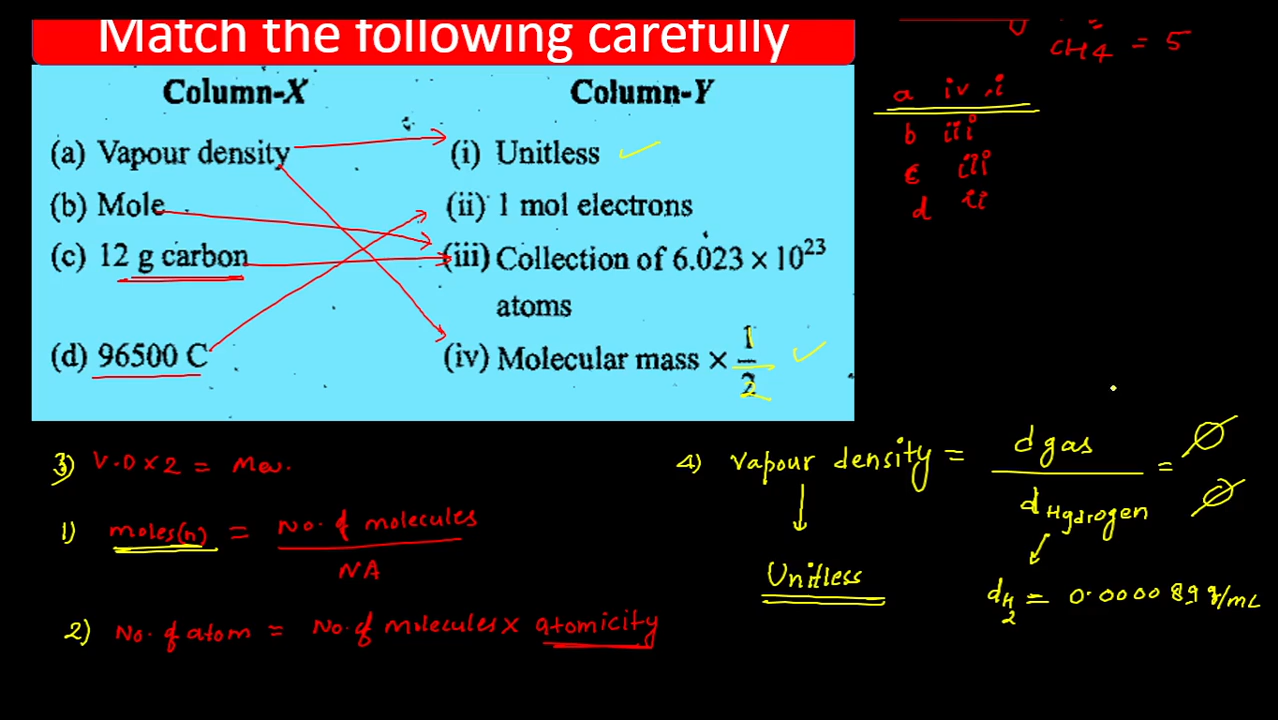 Match the following carefully
CH4 = 5
Column-X Column-Y
(a) Vapour density (i) Unitless
(b) Mole (ii) 1 mol electrons
(c) 12 g carbon (iii) Collection of 6.023 × 10²³
atoms
(d) 96500 C (iv) Molecular mass × 1/2
a iv, i
b iii
c iii
d ii
3) V.D × 2 = Mw.
1) moles(n) = No. of molecules / NA
2) No. of atom = No. of molecules × atomicity
4) vapour density = d gas / d Hydrogen =
Unitless
dH2 = 0.000089 g/mL